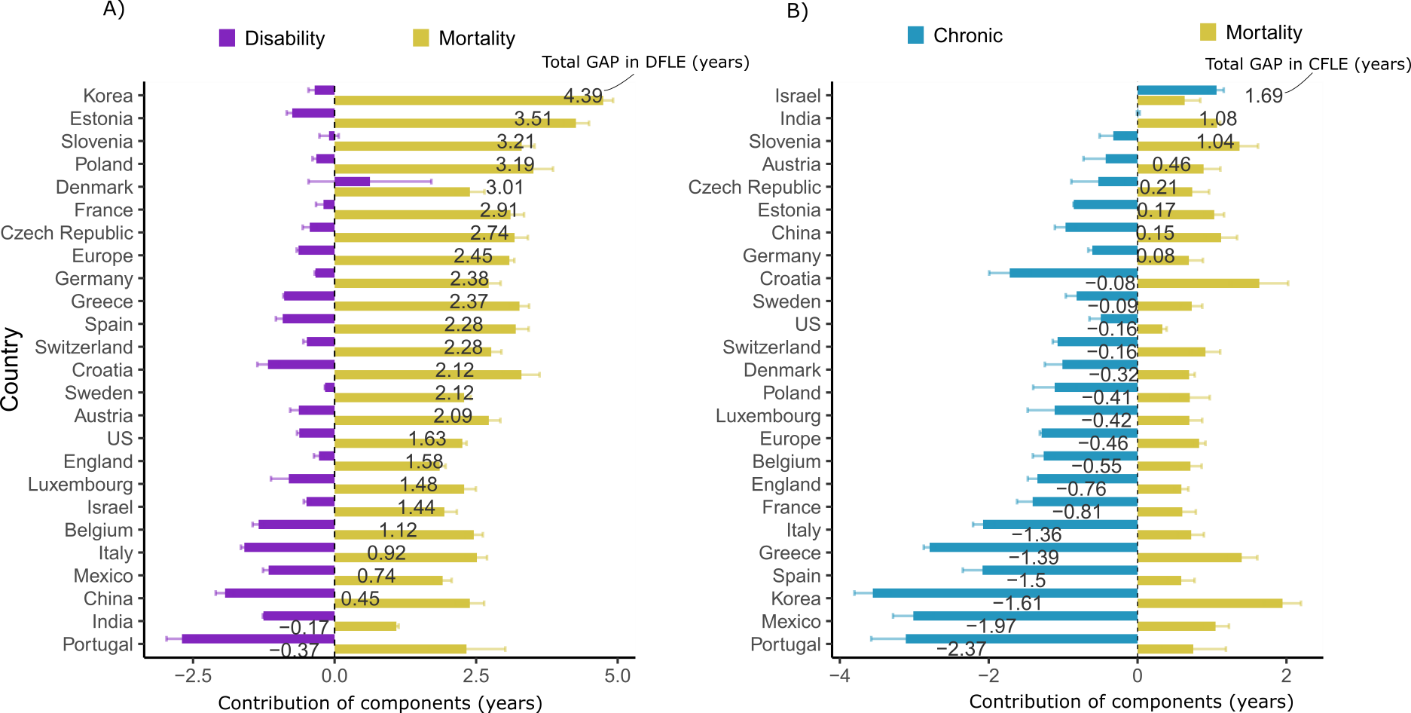 A)
Disability
Mortality
Total GAP in DFLE (years)
Country
Korea 4.39
Estonia 3.51
Slovenia 3.21
Poland 3.19
Denmark 3.01
France 2.91
Czech Republic 2.74
Europe 2.45
Germany 2.38
Greece 2.37
Spain 2.28
Switzerland 2.28
Croatia 2.12
Sweden 2.12
Austria 2.09
US 1.63
England 1.58
Luxembourg 1.48
Israel 1.44
Belgium 1.12
Italy 0.92
Mexico 0.74
China 0.45
India −0.17
Portugal −0.37
−2.5 0.0 2.5 5.0
Contribution of components (years)
B)
Chronic
Mortality
Total GAP in CFLE (years)
Israel 1.69
India 1.08
Slovenia 1.04
Austria 0.46
Czech Republic 0.21
Estonia 0.17
China 0.15
Germany 0.08
Croatia −0.08
Sweden −0.09
US −0.16
Switzerland −0.16
Denmark −0.32
Poland −0.41
Luxembourg −0.42
Europe −0.46
Belgium −0.55
England −0.76
France −0.81
Italy −1.36
Greece −1.39
Spain −1.5
Korea −1.61
Mexico −1.97
Portugal −2.37
−4 −2 0 2
Contribution of components (years)